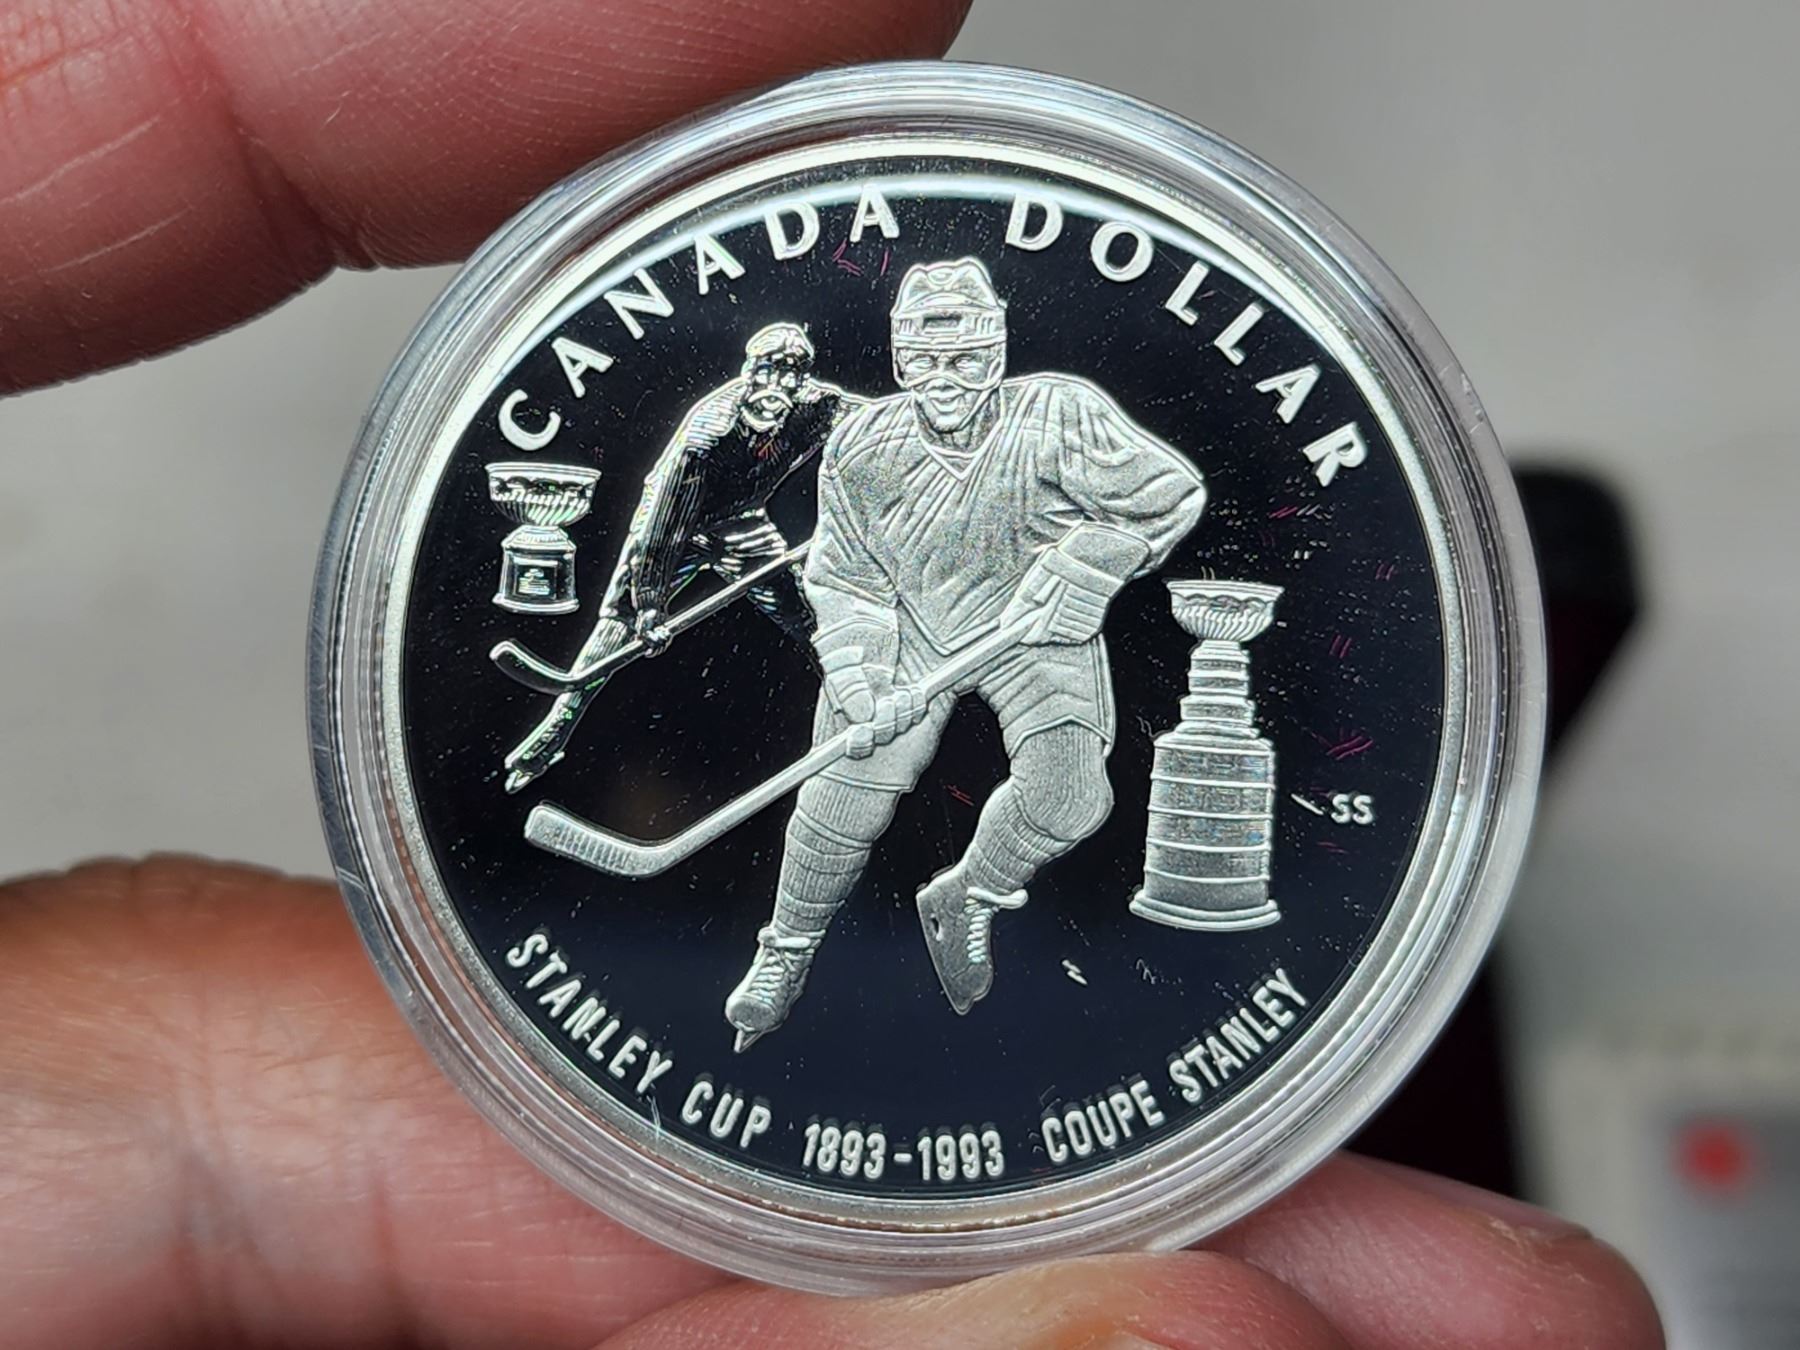 CANADA DOLLAR
SS
STANLEY CUP 1893-1993 COUPE STANLEY